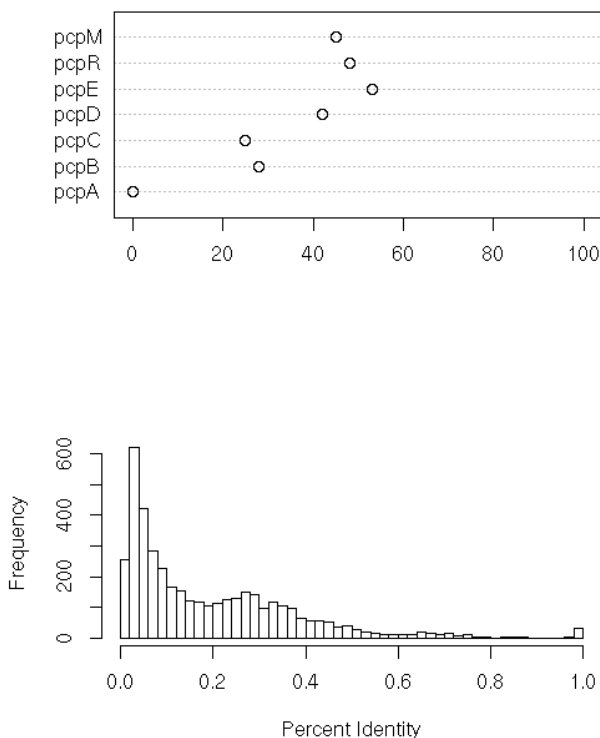 pcpM
pcpR
pcpE
pcpD
pcpC
pcpB
pcpA
0 20 40 60 80 100
600
400
200
0
Frequency
0.0 0.2 0.4 0.6 0.8 1.0
Percent Identity